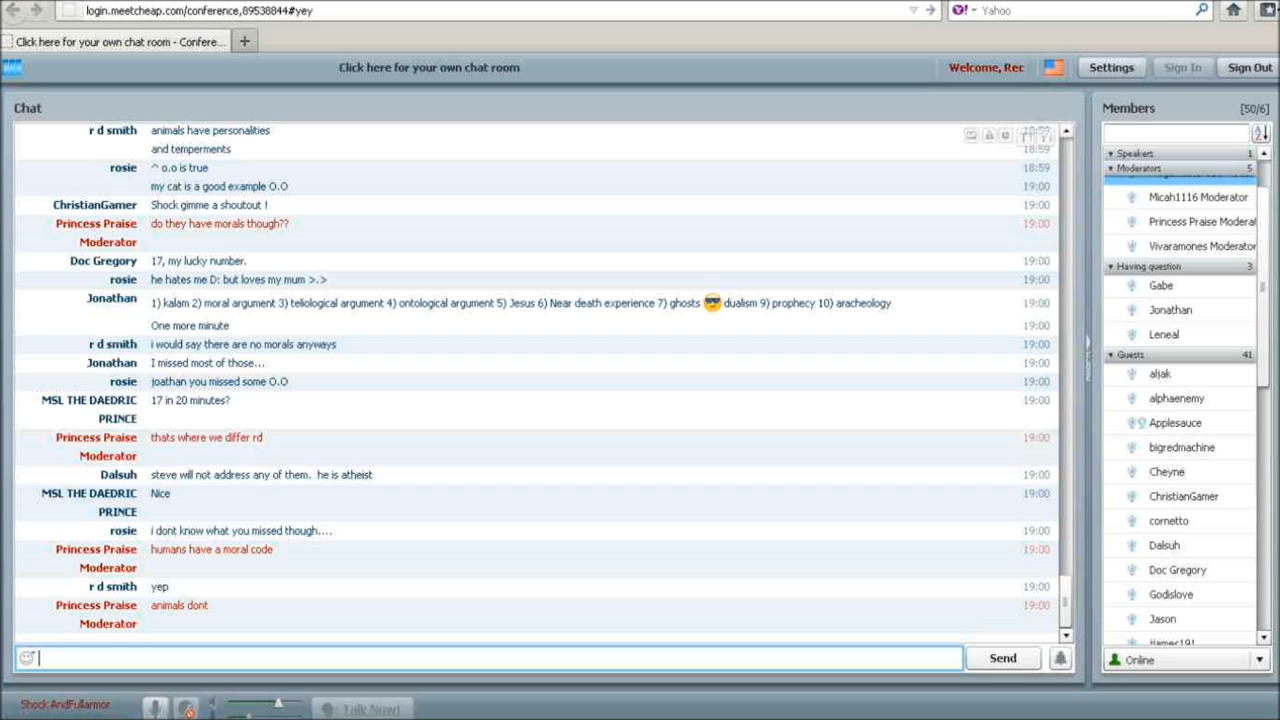 login.meetcheap.com/conference,89538844#yey
Yahoo
Click here for your own chat room - Confere...
Click here for your own chat room
Welcome, Rec
Settings
Sign In
Sign Out
Chat
r d smith animals have personalities 18:59
and temperments 18:59
rosie ^ o.o is true 18:59
my cat is a good example O.O 19:00
ChristianGamer Shock gimme a shoutout ! 19:00
Princess Praise do they have morals though?? 19:00
Moderator
Doc Gregory 17, my lucky number. 19:00
rosie he hates me D: but loves my mum >.> 19:00
Jonathan 1) kalam 2) moral argument 3) teliological argument 4) ontological argument 5) Jesus 6) Near death experience 7) ghosts 😎 dualism 9) prophecy 10) aracheology 19:00
One more minute 19:00
r d smith i would say there are no morals anyways 19:00
Jonathan I missed most of those... 19:00
rosie joathan you missed some O.O 19:00
MSL THE DAEDRIC 17 in 20 minutes? 19:00
PRINCE
Princess Praise thats where we differ rd 19:00
Moderator
Dalsuh steve will not address any of them. he is atheist 19:00
MSL THE DAEDRIC Nice 19:00
PRINCE
rosie i dont know what you missed though.... 19:00
Princess Praise humans have a moral code 19:00
Moderator
r d smith yep 19:00
Princess Praise animals dont 19:00
Moderator
Send
Shock AndFullarmor
Talk Now!
Members [50/6]
Speakers 1
Moderators 5
Micah1116 Moderator
Princess Praise Moderat
Vivaramones Moderator
Having question 3
Gabe
Jonathan
Leneal
Guests 41
aljak
alphaenemy
Applesauce
bigredmachine
Cheyne
ChristianGamer
cornetto
Dalsuh
Doc Gregory
Godislove
Jason
Online